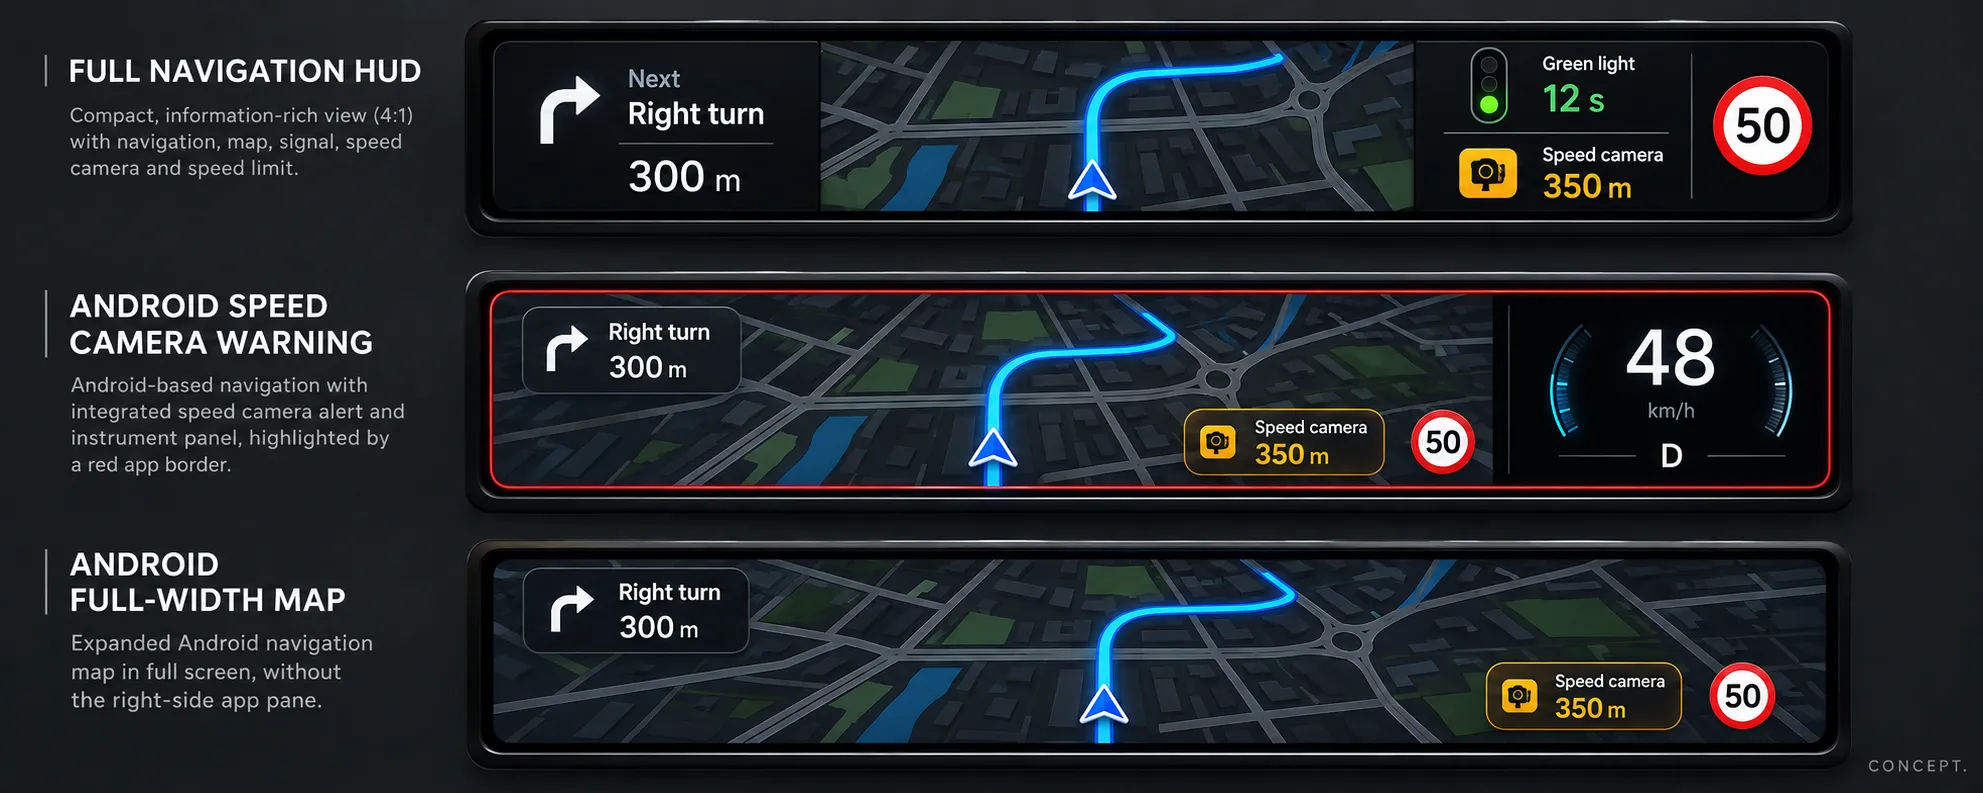 FULL NAVIGATION HUD
Compact, information-rich view (4:1)
with navigation, map, signal, speed
camera and speed limit.
Next
Right turn
300 m
Green light
12 s
Speed camera
350 m
50
ANDROID SPEED
CAMERA WARNING
Android-based navigation with
integrated speed camera alert and
instrument panel, highlighted by
a red app border.
Right turn
300 m
Speed camera
350 m
50
48
km/h
D
ANDROID
FULL-WIDTH MAP
Expanded Android navigation
map in full screen, without
the right-side app pane.
Right turn
300 m
Speed camera
350 m
50
CONCEPT.